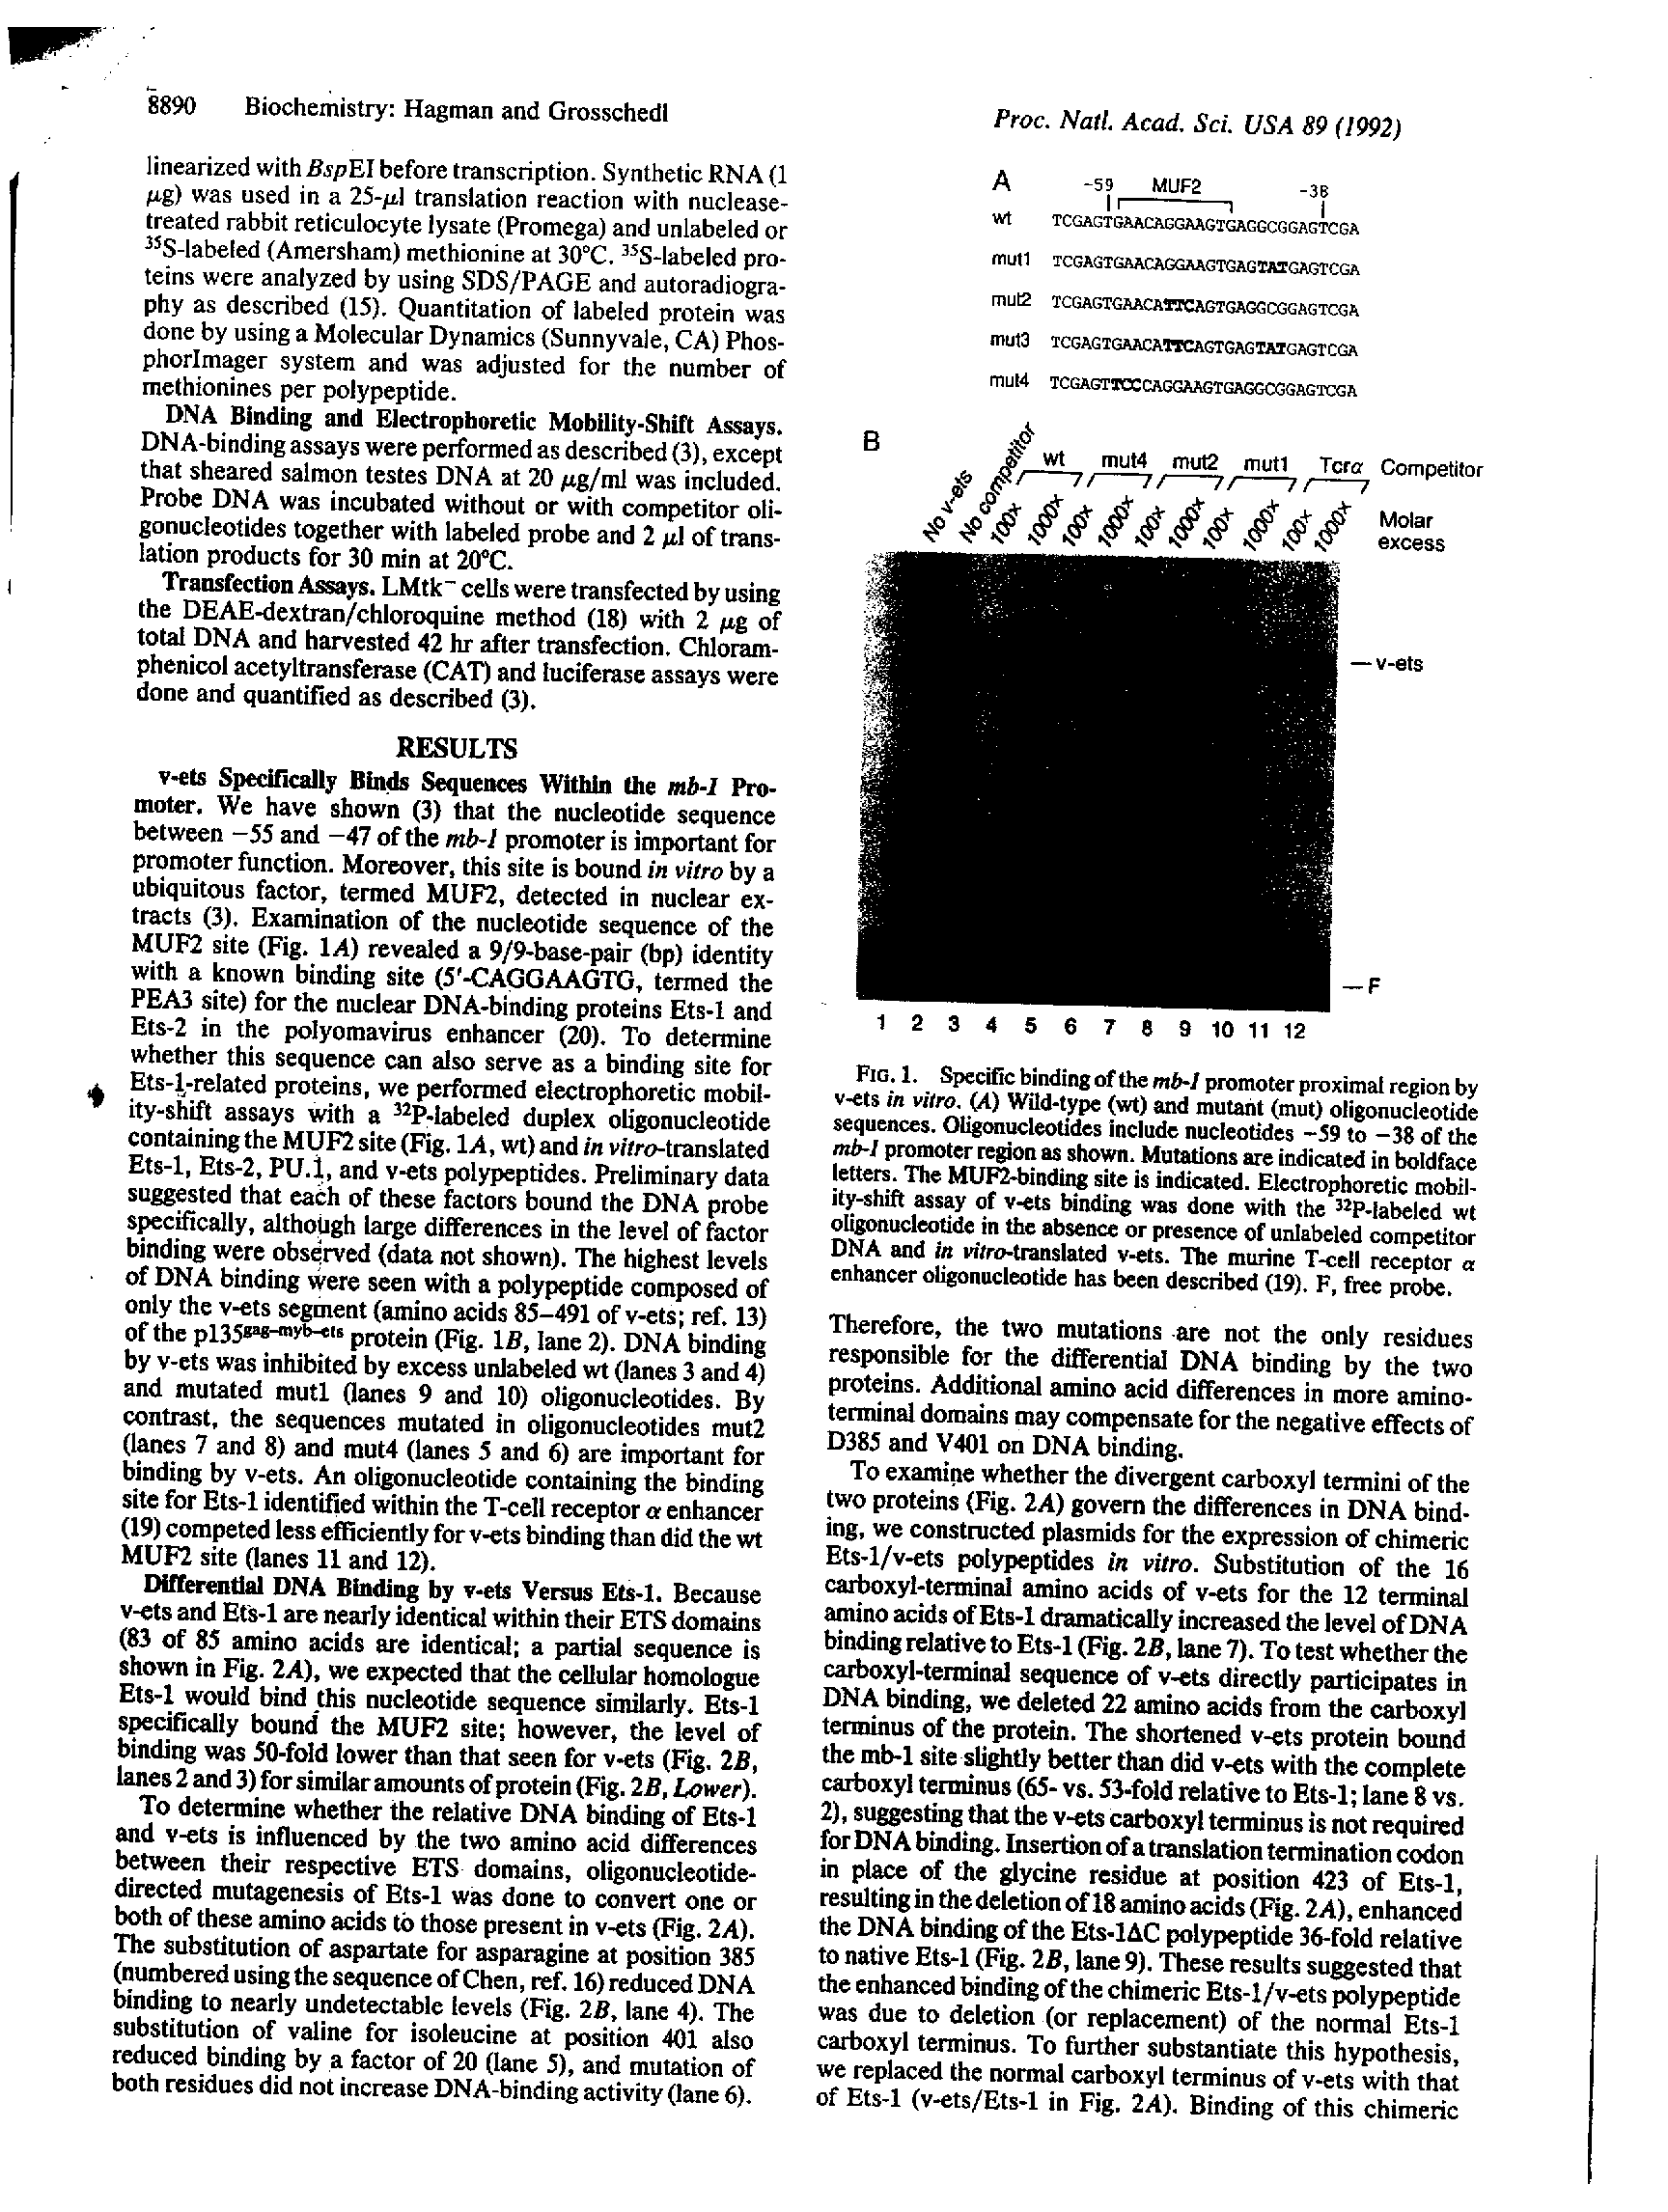 8890 Biochemistry: Hagman and Grosschedl
Proc. Natl. Acad. Sci. USA 89 (1992)
linearized with BspEI before transcription. Synthetic RNA (1
μg) was used in a 25-μl translation reaction with nuclease-
treated rabbit reticulocyte lysate (Promega) and unlabeled or
³⁵S-labeled (Amersham) methionine at 30°C. ³⁵S-labeled pro-
teins were analyzed by using SDS/PAGE and autoradiogra-
phy as described (15). Quantitation of labeled protein was
done by using a Molecular Dynamics (Sunnyvale, CA) Phos-
phorImager system and was adjusted for the number of
methionines per polypeptide.
DNA Binding and Electrophoretic Mobility-Shift Assays.
DNA-binding assays were performed as described (3), except
that sheared salmon testes DNA at 20 μg/ml was included.
Probe DNA was incubated without or with competitor oli-
gonucleotides together with labeled probe and 2 μl of trans-
lation products for 30 min at 20°C.
Transfection Assays. LMtk⁻ cells were transfected by using
the DEAE-dextran/chloroquine method (18) with 2 μg of
total DNA and harvested 42 hr after transfection. Chloram-
phenicol acetyltransferase (CAT) and luciferase assays were
done and quantified as described (3).
RESULTS
v-ets Specifically Binds Sequences Within the mb-1 Pro-
moter. We have shown (3) that the nucleotide sequence
between −55 and −47 of the mb-1 promoter is important for
promoter function. Moreover, this site is bound in vitro by a
ubiquitous factor, termed MUF2, detected in nuclear ex-
tracts (3). Examination of the nucleotide sequence of the
MUF2 site (Fig. 1A) revealed a 9/9-base-pair (bp) identity
with a known binding site (5'-CAGGAAGTG, termed the
PEA3 site) for the nuclear DNA-binding proteins Ets-1 and
Ets-2 in the polyomavirus enhancer (20). To determine
whether this sequence can also serve as a binding site for
Ets-1-related proteins, we performed electrophoretic mobil-
ity-shift assays with a ³²P-labeled duplex oligonucleotide
containing the MUF2 site (Fig. 1A, wt) and in vitro-translated
Ets-1, Ets-2, PU.1, and v-ets polypeptides. Preliminary data
suggested that each of these factors bound the DNA probe
specifically, although large differences in the level of factor
binding were observed (data not shown). The highest levels
of DNA binding were seen with a polypeptide composed of
only the v-ets segment (amino acids 85–491 of v-ets; ref. 13)
of the p135gag-myb-ets protein (Fig. 1B, lane 2). DNA binding
by v-ets was inhibited by excess unlabeled wt (lanes 3 and 4)
and mutated mut1 (lanes 9 and 10) oligonucleotides. By
contrast, the sequences mutated in oligonucleotides mut2
(lanes 7 and 8) and mut4 (lanes 5 and 6) are important for
binding by v-ets. An oligonucleotide containing the binding
site for Ets-1 identified within the T-cell receptor α enhancer
(19) competed less efficiently for v-ets binding than did the wt
MUF2 site (lanes 11 and 12).
Differential DNA Binding by v-ets Versus Ets-1. Because
v-ets and Ets-1 are nearly identical within their ETS domains
(83 of 85 amino acids are identical; a partial sequence is
shown in Fig. 2A), we expected that the cellular homologue
Ets-1 would bind this nucleotide sequence similarly. Ets-1
specifically bound the MUF2 site; however, the level of
binding was 50-fold lower than that seen for v-ets (Fig. 2B,
lanes 2 and 3) for similar amounts of protein (Fig. 2B, Lower).
To determine whether the relative DNA binding of Ets-1
and v-ets is influenced by the two amino acid differences
between their respective ETS domains, oligonucleotide-
directed mutagenesis of Ets-1 was done to convert one or
both of these amino acids to those present in v-ets (Fig. 2A).
The substitution of aspartate for asparagine at position 385
(numbered using the sequence of Chen, ref. 16) reduced DNA
binding to nearly undetectable levels (Fig. 2B, lane 4). The
substitution of valine for isoleucine at position 401 also
reduced binding by a factor of 20 (lane 5), and mutation of
both residues did not increase DNA-binding activity (lane 6).
A
-59 MUF2 -38
wt TCGAGTGAACAGGAAGTGAGGCGGAGTCGA
mut1 TCGAGTGAACAGGAAGTGAGTATGAGTCGA
mut2 TCGAGTGAACATTCAGTGAGGCGGAGTCGA
mut3 TCGAGTGAACATTCAGTGAGTATGAGTCGA
mut4 TCGAGTTCCCAGGAAGTGAGGCGGAGTCGA
B
wt mut4 mut2 mut1 Tcrα Competitor
No v-ets No competitor 100× 1000× 100× 1000× 100× 1000× 100× 1000× 100× 1000× Molar excess
v-ets
F
1 2 3 4 5 6 7 8 9 10 11 12
FIG. 1. Specific binding of the mb-1 promoter proximal region by
v-ets in vitro. (A) Wild-type (wt) and mutant (mut) oligonucleotide
sequences. Oligonucleotides include nucleotides −59 to −38 of the
mb-1 promoter region as shown. Mutations are indicated in boldface
letters. The MUF2-binding site is indicated. Electrophoretic mobil-
ity-shift assay of v-ets binding was done with the ³²P-labeled wt
oligonucleotide in the absence or presence of unlabeled competitor
DNA and in vitro-translated v-ets. The murine T-cell receptor α
enhancer oligonucleotide has been described (19). F, free probe.
Therefore, the two mutations are not the only residues
responsible for the differential DNA binding by the two
proteins. Additional amino acid differences in more amino-
terminal domains may compensate for the negative effects of
D385 and V401 on DNA binding.
To examine whether the divergent carboxyl termini of the
two proteins (Fig. 2A) govern the differences in DNA bind-
ing, we constructed plasmids for the expression of chimeric
Ets-1/v-ets polypeptides in vitro. Substitution of the 16
carboxyl-terminal amino acids of v-ets for the 12 terminal
amino acids of Ets-1 dramatically increased the level of DNA
binding relative to Ets-1 (Fig. 2B, lane 7). To test whether the
carboxyl-terminal sequence of v-ets directly participates in
DNA binding, we deleted 22 amino acids from the carboxyl
terminus of the protein. The shortened v-ets protein bound
the mb-1 site slightly better than did v-ets with the complete
carboxyl terminus (65- vs. 53-fold relative to Ets-1; lane 8 vs.
2), suggesting that the v-ets carboxyl terminus is not required
for DNA binding. Insertion of a translation termination codon
in place of the glycine residue at position 423 of Ets-1,
resulting in the deletion of 18 amino acids (Fig. 2A), enhanced
the DNA binding of the Ets-1ΔC polypeptide 36-fold relative
to native Ets-1 (Fig. 2B, lane 9). These results suggested that
the enhanced binding of the chimeric Ets-1/v-ets polypeptide
was due to deletion (or replacement) of the normal Ets-1
carboxyl terminus. To further substantiate this hypothesis,
we replaced the normal carboxyl terminus of v-ets with that
of Ets-1 (v-ets/Ets-1 in Fig. 2A). Binding of this chimeric